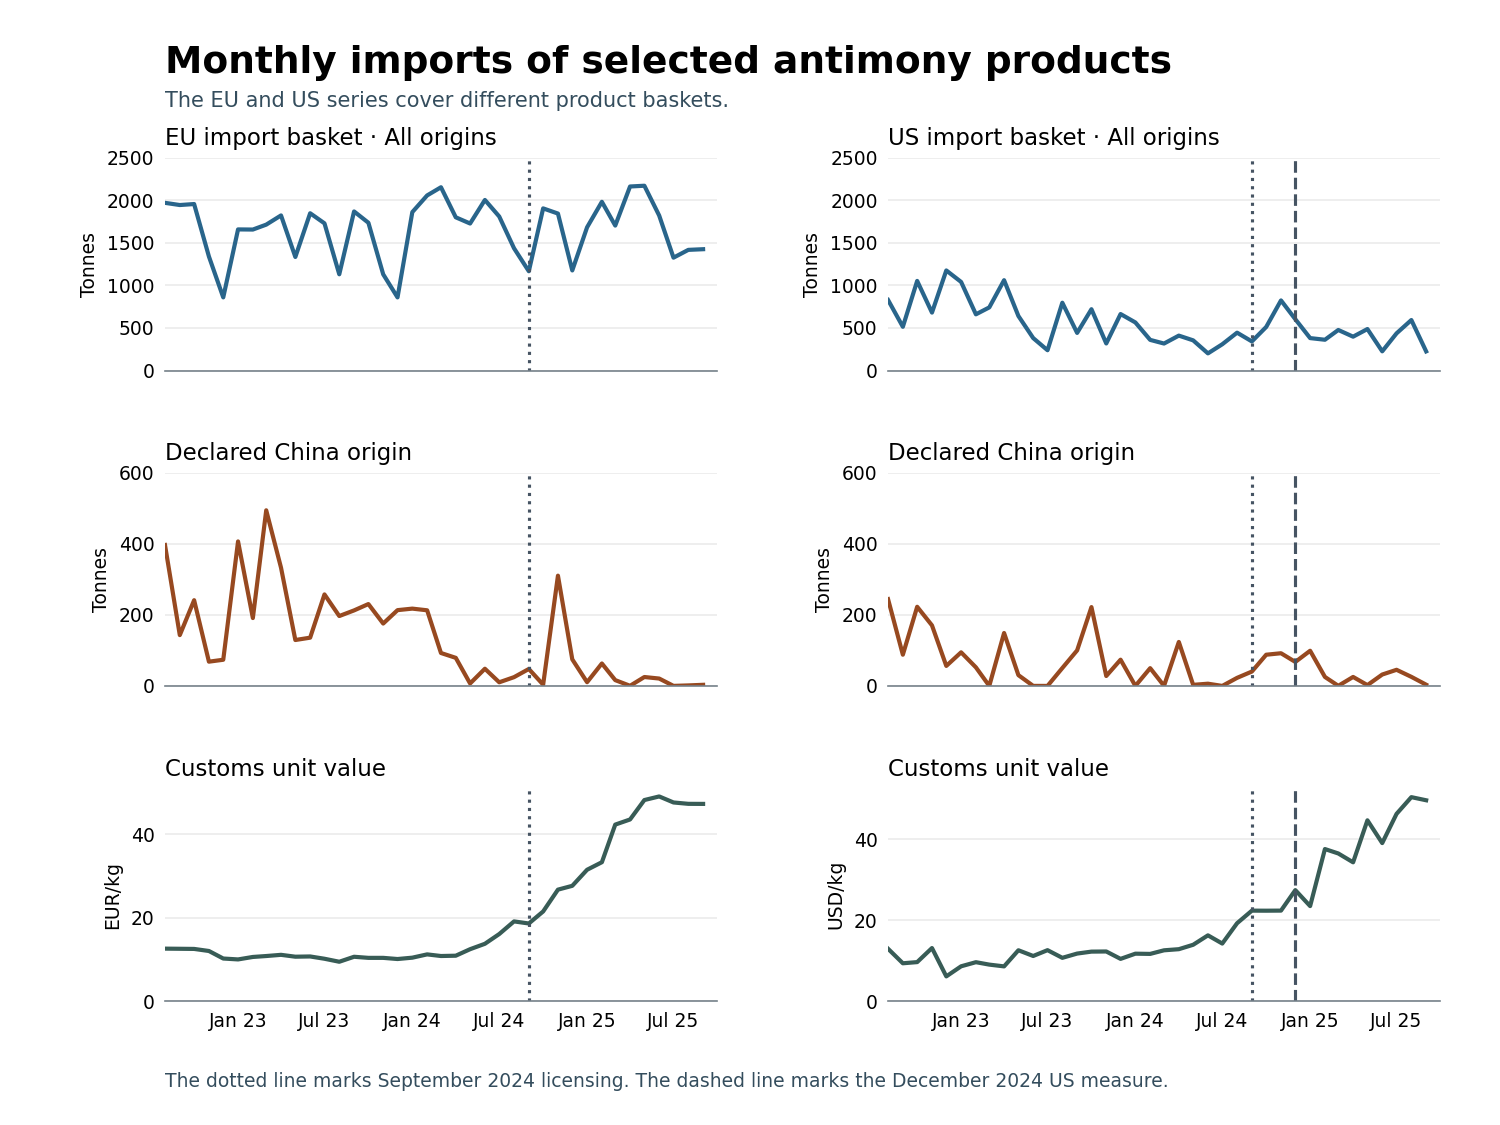 Monthly imports of selected antimony products
The EU and US series cover different product baskets.
EU import basket · All origins
2500
2000
1500
1000
500
0
Tonnes
US import basket · All origins
2500
2000
1500
1000
500
0
Tonnes
Declared China origin
600
400
200
0
Tonnes
Declared China origin
600
400
200
0
Tonnes
Customs unit value
40
20
0
EUR/kg
Jan 23 Jul 23 Jan 24 Jul 24 Jan 25 Jul 25
Customs unit value
40
20
0
USD/kg
Jan 23 Jul 23 Jan 24 Jul 24 Jan 25 Jul 25
The dotted line marks September 2024 licensing. The dashed line marks the December 2024 US measure.